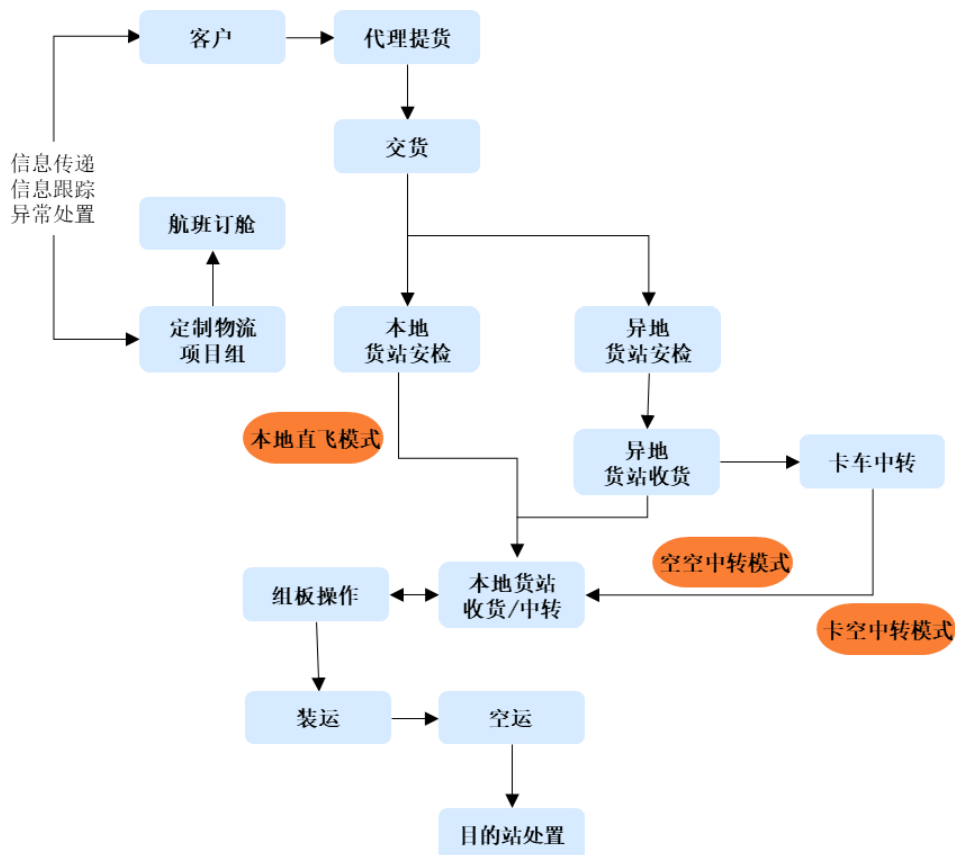 客户
代理提货
交货
信息传递
信息跟踪
异常处置
航班订舱
定制物流
项目组
本地
货站安检
异地
货站安检
本地直飞模式
异地
货站收货
卡车中转
空空中转模式
组板操作
本地货站
收货/中转
卡空中转模式
装运
空运
目的站处置